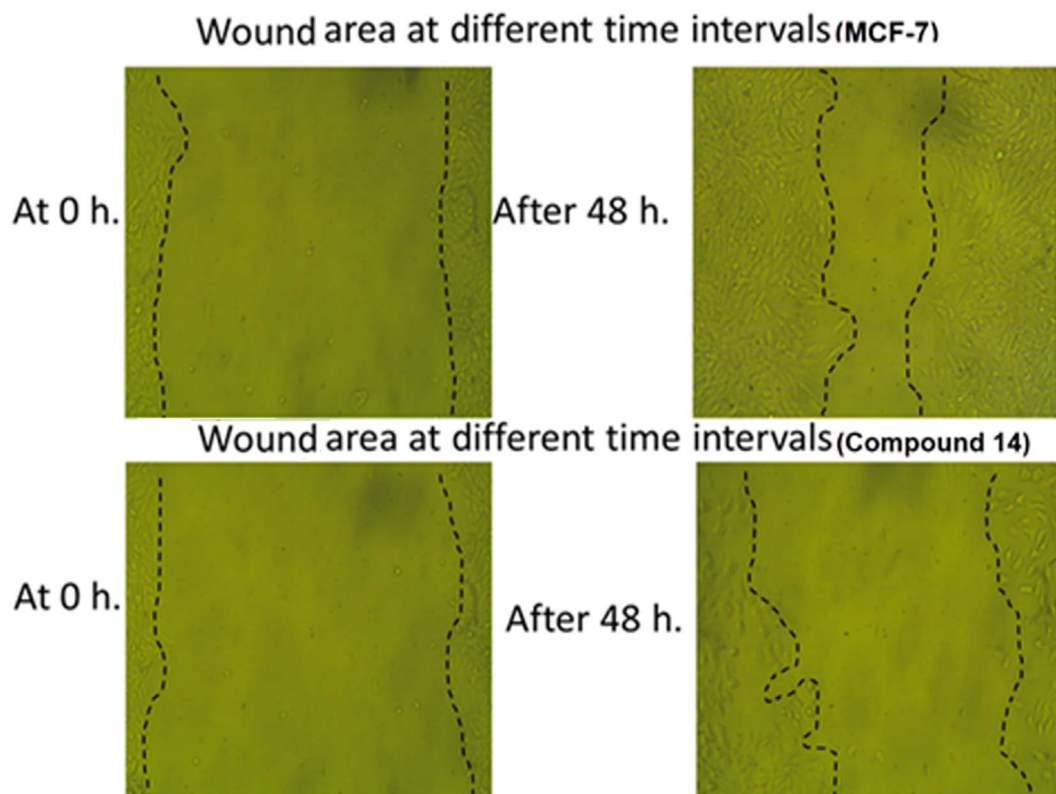 Wound area at different time intervals (MCF-7)
At 0 h.
After 48 h.
Wound area at different time intervals (Compound 14)
At 0 h.
After 48 h.